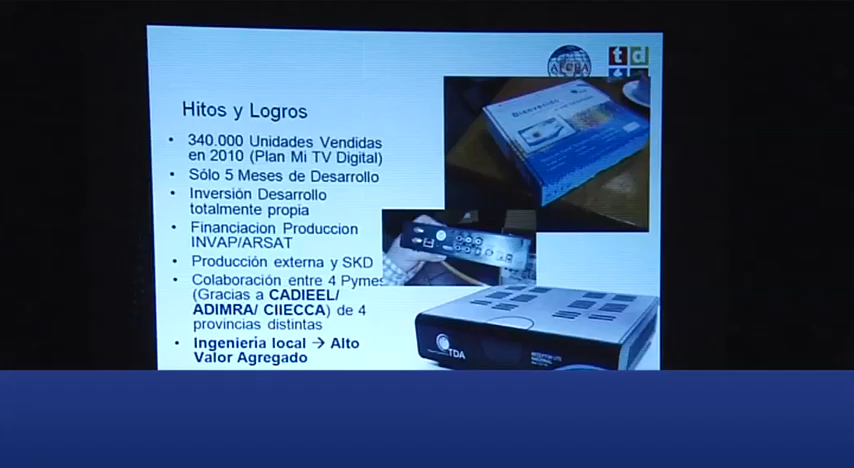 Hitos y Logros
• 340.000 Unidades Vendidas
en 2010 (Plan Mi TV Digital)
• Sólo 5 Meses de Desarrollo
• Inversión Desarrollo
totalmente propia
• Financiacion Produccion
INVAP/ARSAT
• Producción externa y SKD
• Colaboración entre 4 Pymes
(Gracias a CADIEEL/
ADIMRA/ CIIECCA) de 4
provincias distintas
• Ingenieria local → Alto
Valor Agregado
td
Bienvenido
TDA